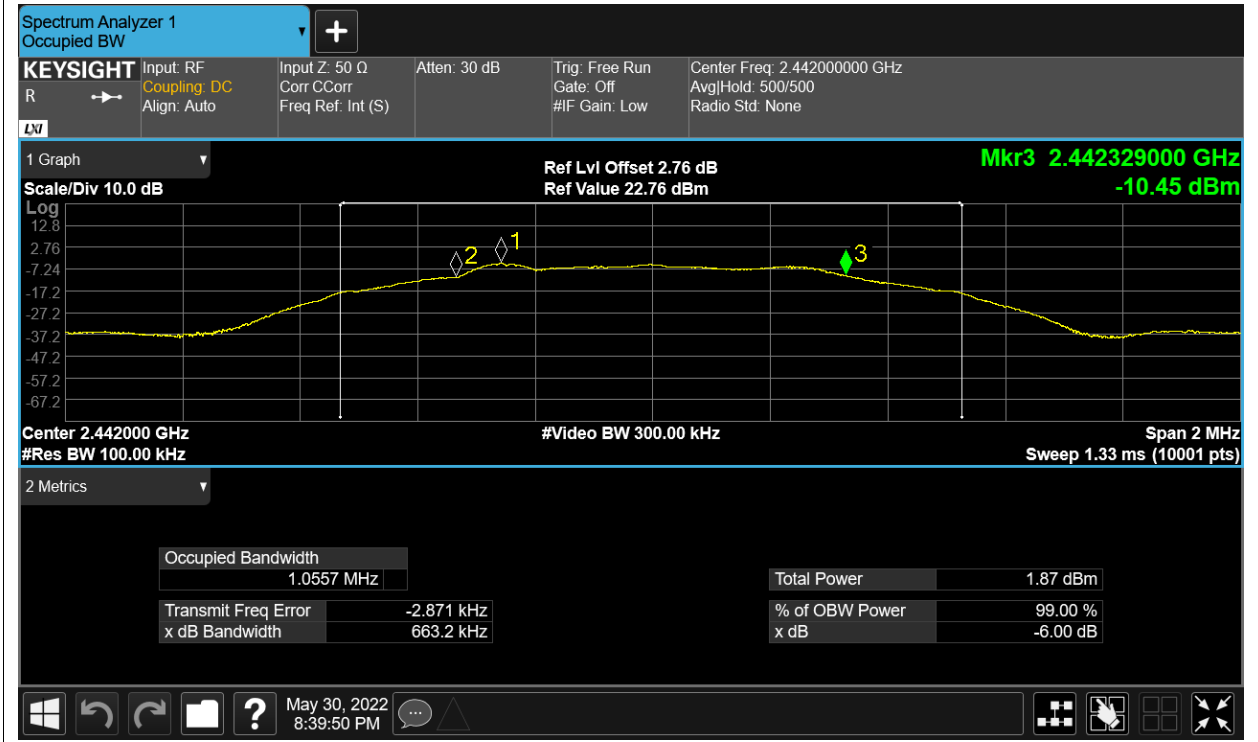 Spectrum Analyzer 1
Occupied BW
KEYSIGHT
R
LXI
Input: RF
Coupling: DC
Align: Auto
Input Z: 50 Ω
Corr CCorr
Freq Ref: Int (S)
Atten: 30 dB
Trig: Free Run
Gate: Off
#IF Gain: Low
Center Freq: 2.442000000 GHz
Avg|Hold: 500/500
Radio Std: None
1 Graph
Scale/Div 10.0 dB
Ref Lvl Offset 2.76 dB
Ref Value 22.76 dBm
Mkr3 2.442329000 GHz
-10.45 dBm
Log
12.8
2.76
-7.24
-17.2
-27.2
-37.2
-47.2
-57.2
-67.2
2
1
3
Center 2.442000 GHz
#Res BW 100.00 kHz
#Video BW 300.00 kHz
Span 2 MHz
Sweep 1.33 ms (10001 pts)
2 Metrics
Occupied Bandwidth
1.0557 MHz
Transmit Freq Error -2.871 kHz
x dB Bandwidth 663.2 kHz
Total Power 1.87 dBm
% of OBW Power 99.00 %
x dB -6.00 dB
?
May 30, 2022
8:39:50 PM